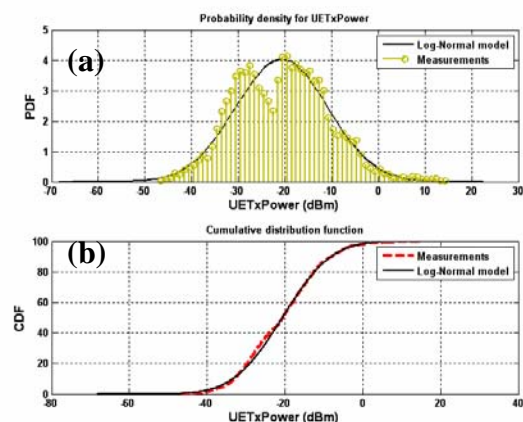 Probability density for UETxPower
(a)
Log-Normal model
Measurements
PDF
5
4
3
2
1
0
-70 -60 -50 -40 -30 -20 -10 0 10 20 30
UETxPower (dBm)
Cumulative distribution function
(b)
Measurements
Log-Normal model
CDF
100
80
60
40
20
0
-80 -60 -40 -20 0 20 40
UETxPower (dBm)